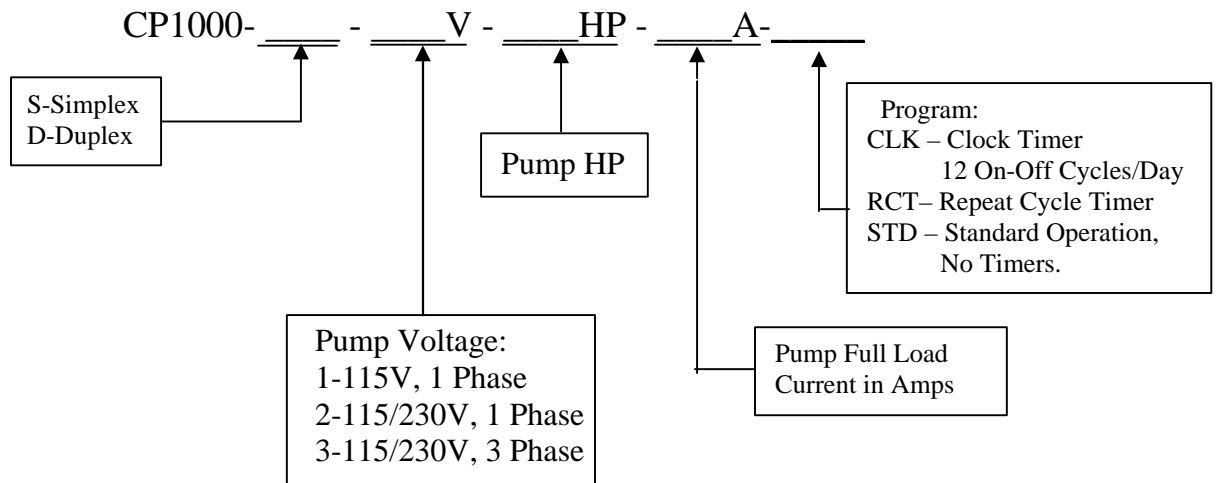 CP1000-____ - ____V - ____HP - ____A-_____
S-Simplex
D-Duplex
Pump HP
Program:
CLK – Clock Timer
12 On-Off Cycles/Day
RCT– Repeat Cycle Timer
STD – Standard Operation,
No Timers.
Pump Voltage:
1-115V, 1 Phase
2-115/230V, 1 Phase
3-115/230V, 3 Phase
Pump Full Load
Current in Amps